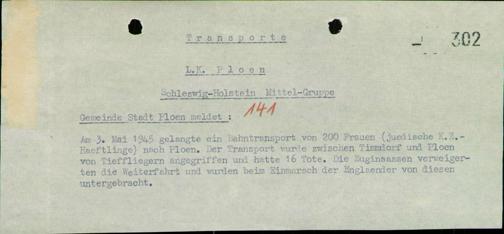 Transporte
302
L.K. Ploen
Schleswig-Holstein Mittel-Gruppe
141
Gemeinde Stadt Ploen meldet :
Am 3. Mai 1945 gelangte ein Bahntransport von 200 Frauen (juedische K.Z.-
Haeftlinge) nach Ploen. Der Transport wurde zwischen Timmdorf und Ploen
von Tieffliegern angegriffen und hatte 16 Tote. Die Zuginsassen verweiger-
ten die Weiterfahrt und wurden beim Einmarsch der Englaender von diesen
untergebracht.